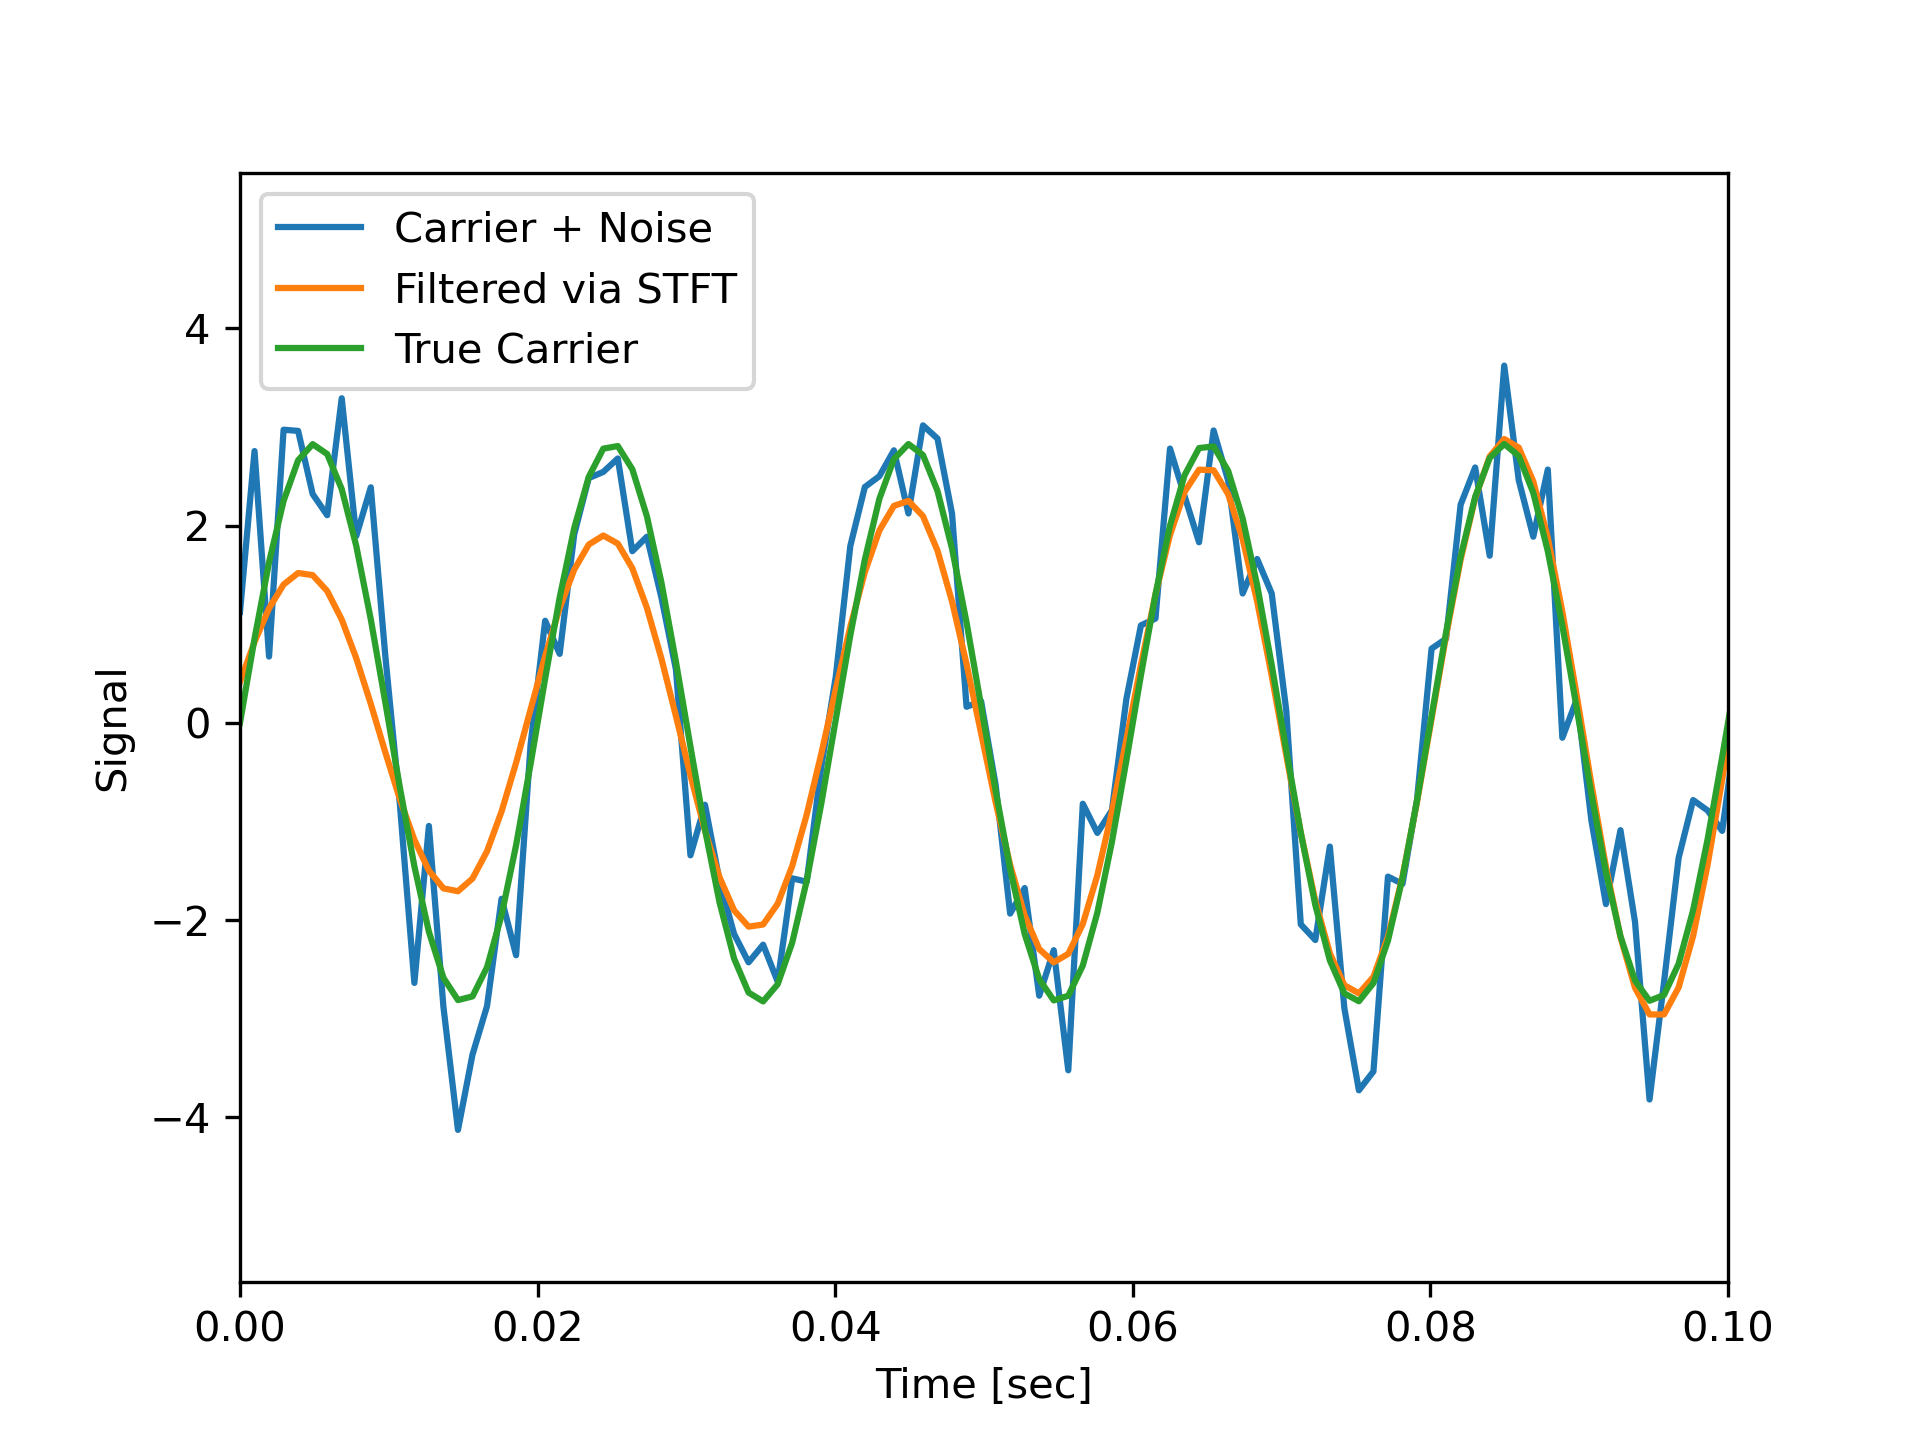 Carrier + Noise
Filtered via STFT
True Carrier
4
2
0
−2
−4
Signal
0.00 0.02 0.04 0.06 0.08 0.10
Time [sec]